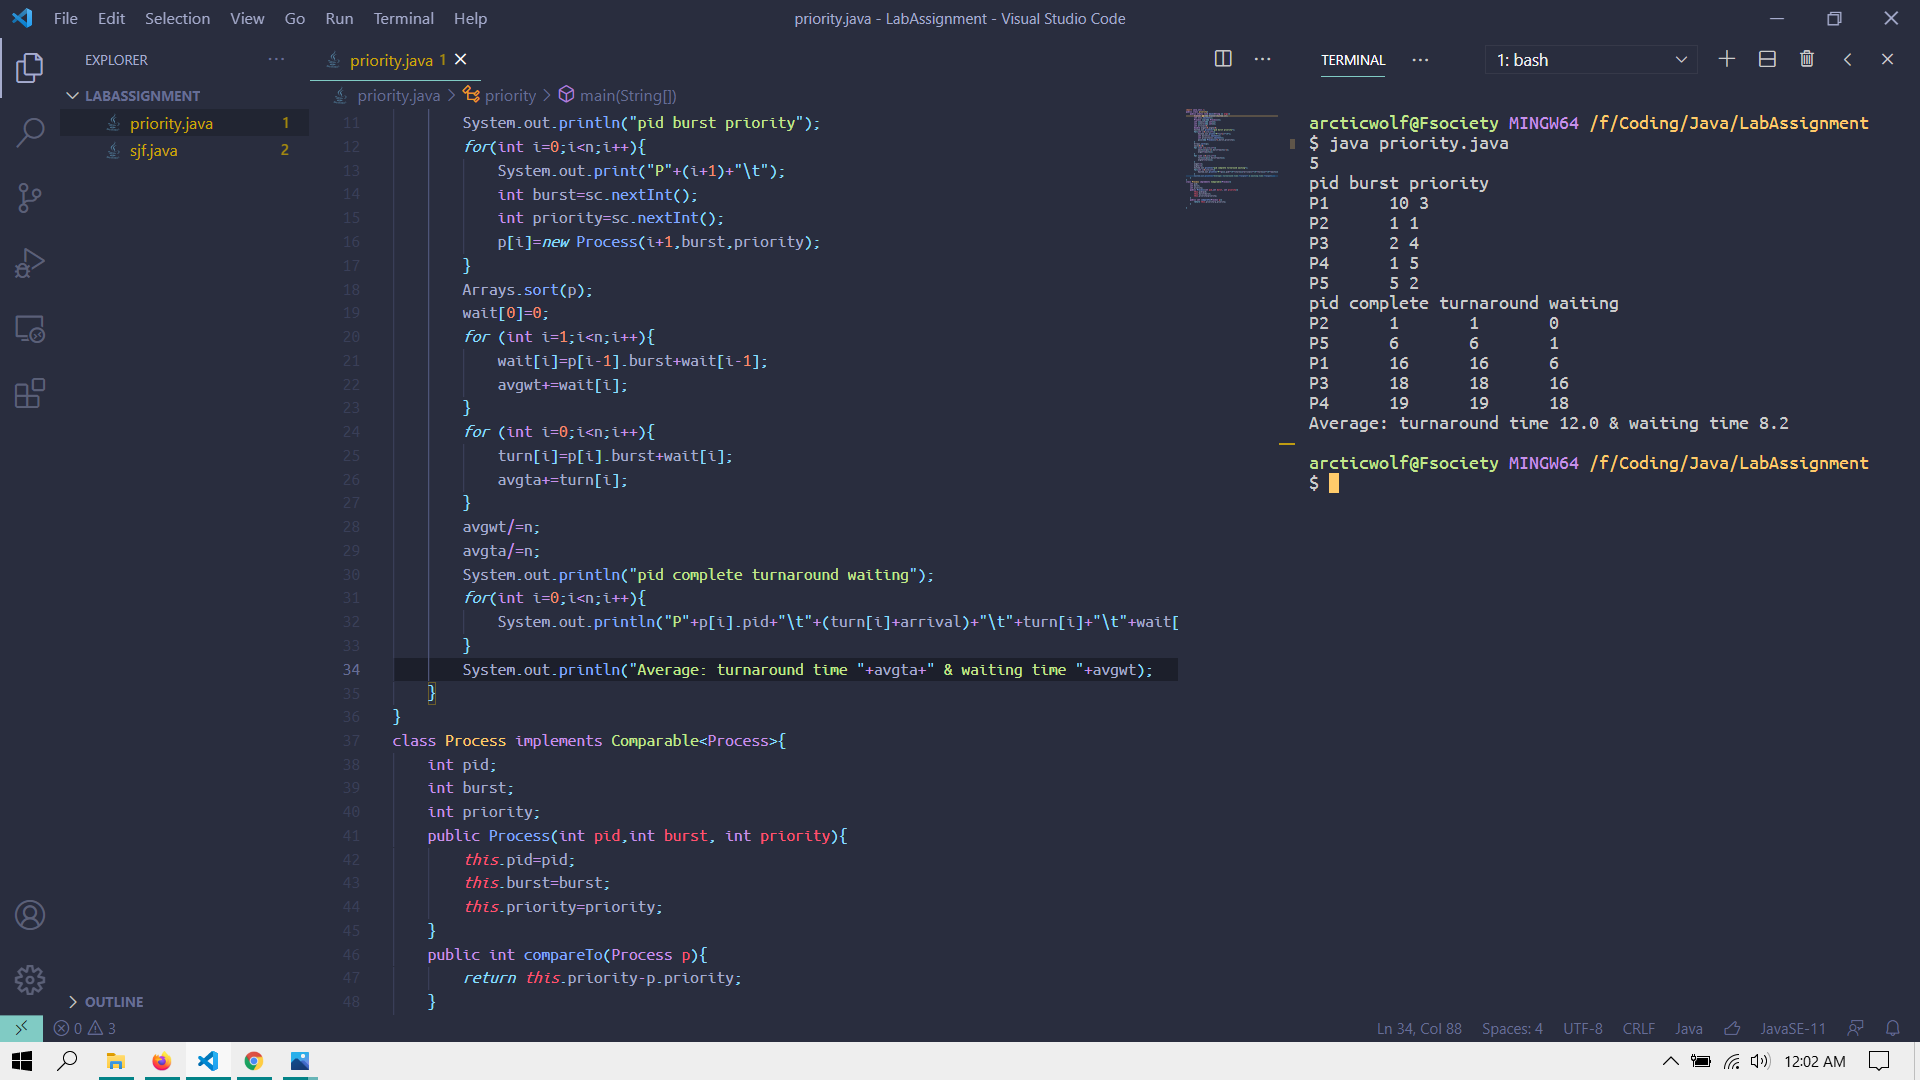 File Edit Selection View Go Run Terminal Help
priority.java - LabAssignment - Visual Studio Code
EXPLORER
LABASSIGNMENT
priority.java 1
sjf.java 2
OUTLINE
priority.java 1
priority.java > priority > main(String[])
11 System.out.println("pid burst priority");
12 for(int i=0;i<n;i++){
13 System.out.print("P"+(i+1)+"\t");
14 int burst=sc.nextInt();
15 int priority=sc.nextInt();
16 p[i]=new Process(i+1,burst,priority);
17 }
18 Arrays.sort(p);
19 wait[0]=0;
20 for (int i=1;i<n;i++){
21 wait[i]=p[i-1].burst+wait[i-1];
22 avgwt+=wait[i];
23 }
24 for (int i=0;i<n;i++){
25 turn[i]=p[i].burst+wait[i];
26 avgta+=turn[i];
27 }
28 avgwt/=n;
29 avgta/=n;
30 System.out.println("pid complete turnaround waiting");
31 for(int i=0;i<n;i++){
32 System.out.println("P"+p[i].pid+"\t"+(turn[i]+arrival)+"\t"+turn[i]+"\t"+wait[
33 }
34 System.out.println("Average: turnaround time "+avgta+" & waiting time "+avgwt);
35 }
36 }
37 class Process implements Comparable<Process>{
38 int pid;
39 int burst;
40 int priority;
41 public Process(int pid,int burst, int priority){
42 this.pid=pid;
43 this.burst=burst;
44 this.priority=priority;
45 }
46 public int compareTo(Process p){
47 return this.priority-p.priority;
48 }
TERMINAL
1: bash
arcticwolf@Fsociety MINGW64 /f/Coding/Java/LabAssignment
$ java priority.java
5
pid burst priority
P1 10 3
P2 1 1
P3 2 4
P4 1 5
P5 5 2
pid complete turnaround waiting
P2 1 1 0
P5 6 6 1
P1 16 16 6
P3 18 18 16
P4 19 19 18
Average: turnaround time 12.0 & waiting time 8.2
arcticwolf@Fsociety MINGW64 /f/Coding/Java/LabAssignment
$
0 3
Ln 34, Col 88 Spaces: 4 UTF-8 CRLF Java JavaSE-11
12:02 AM